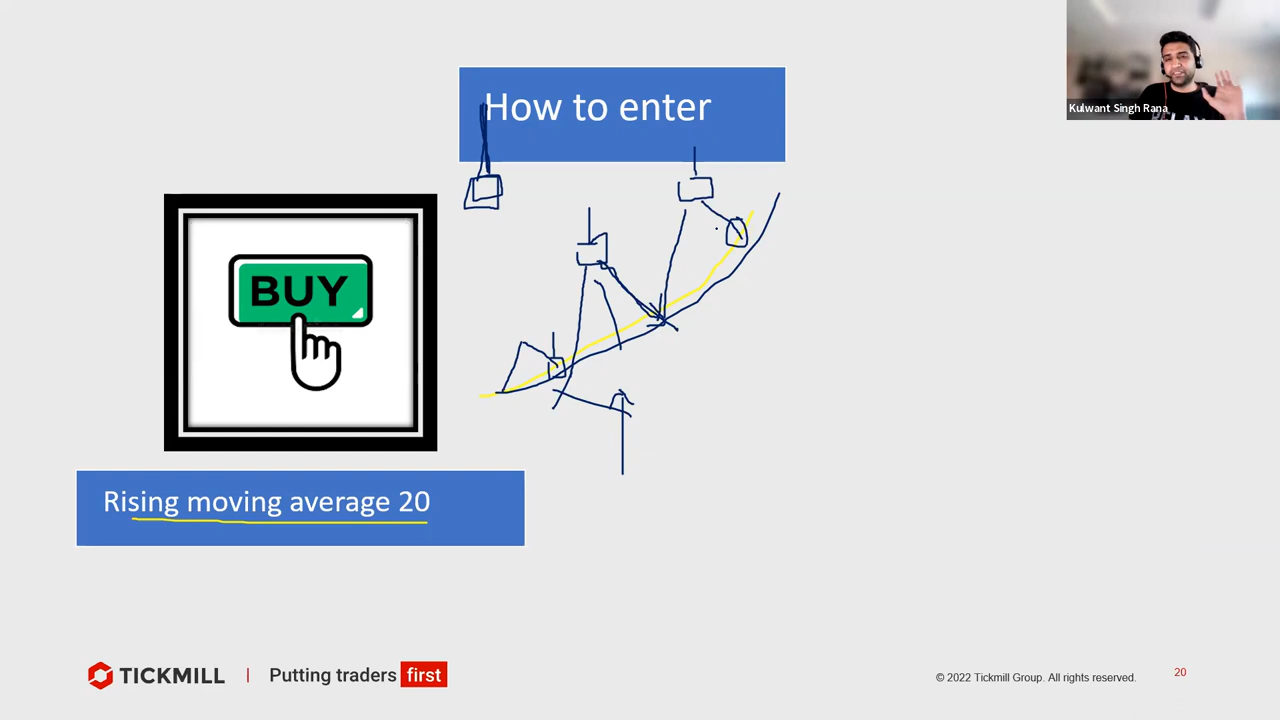 How to enter
Kulwant Singh Rana
BUY
Rising moving average 20
TICKMILL | Putting traders first
© 2022 Tickmill Group. All rights reserved.
20